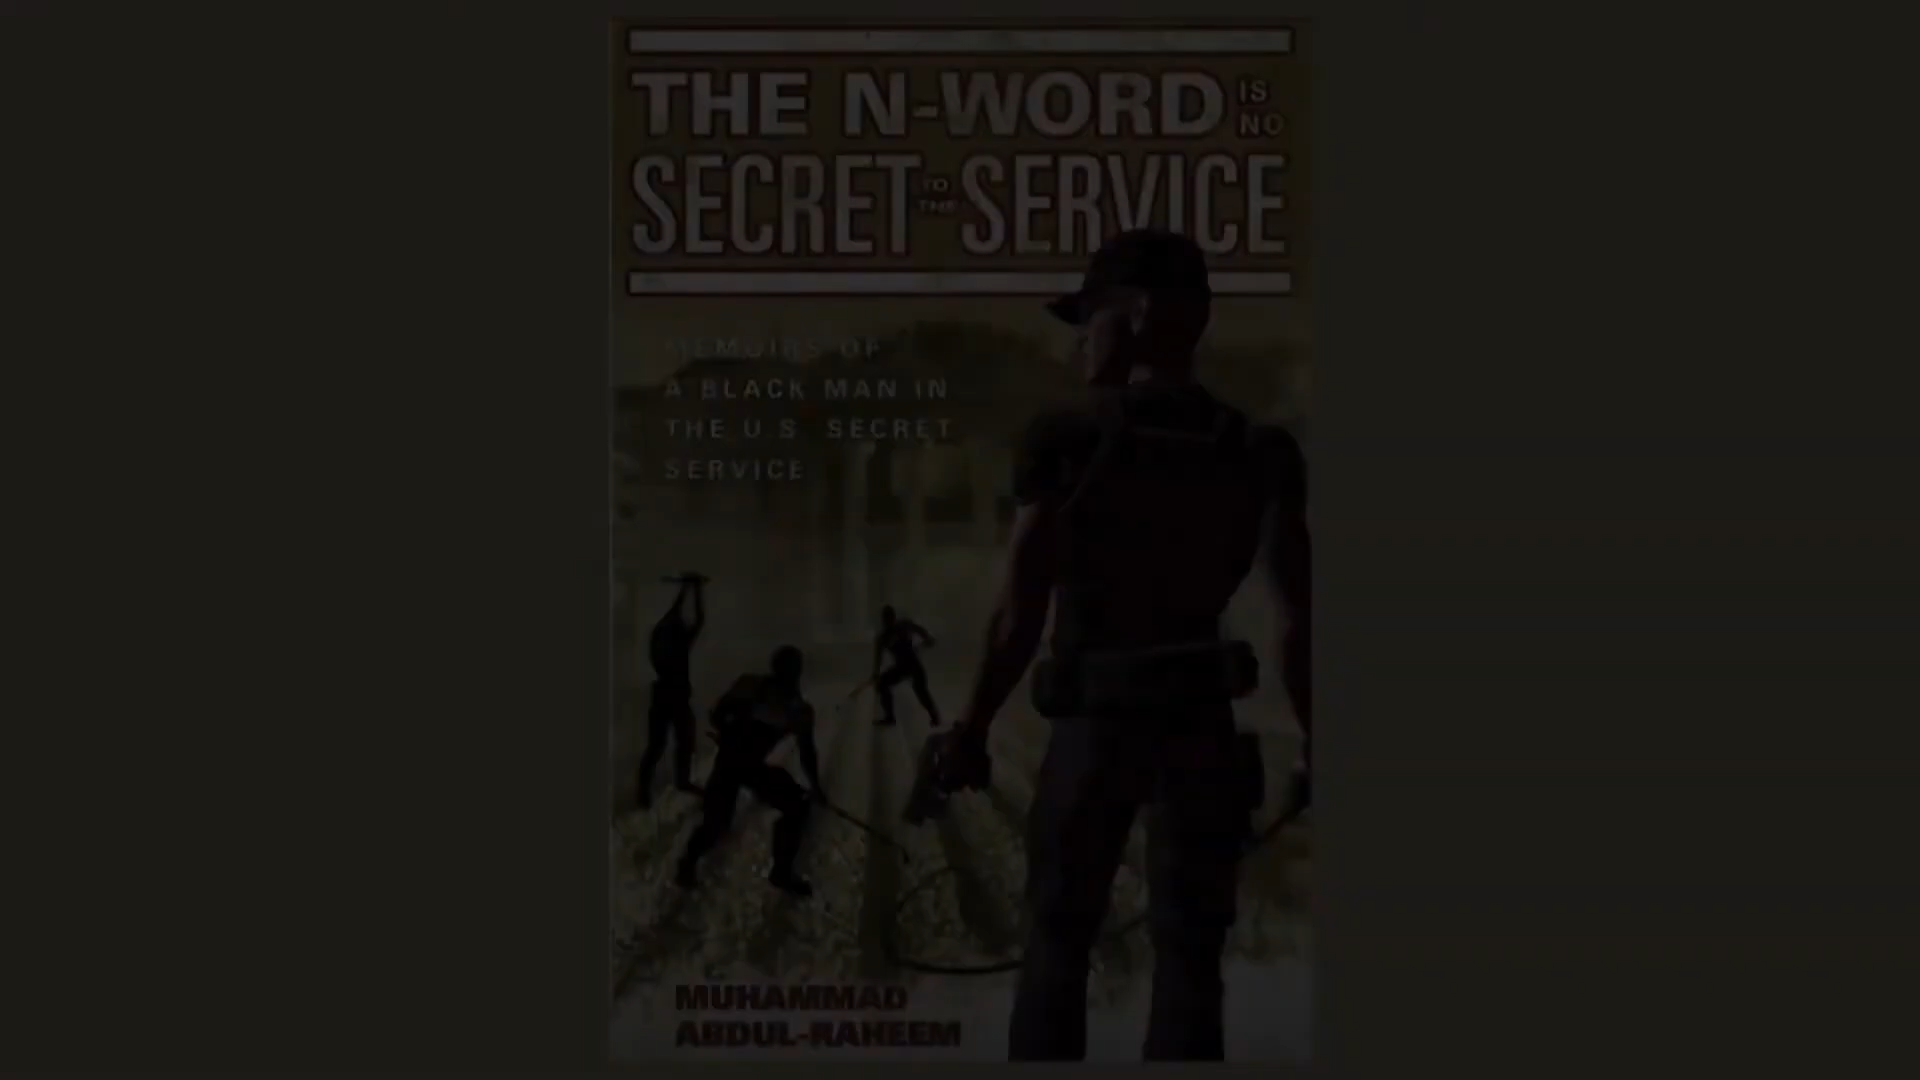 THE N-WORD IS NO
SECRET TO THE SERVICE
MEMOIRS OF
A BLACK MAN IN
THE U.S. SECRET
SERVICE
MUHAMMAD
ABDUL-RAHEEM